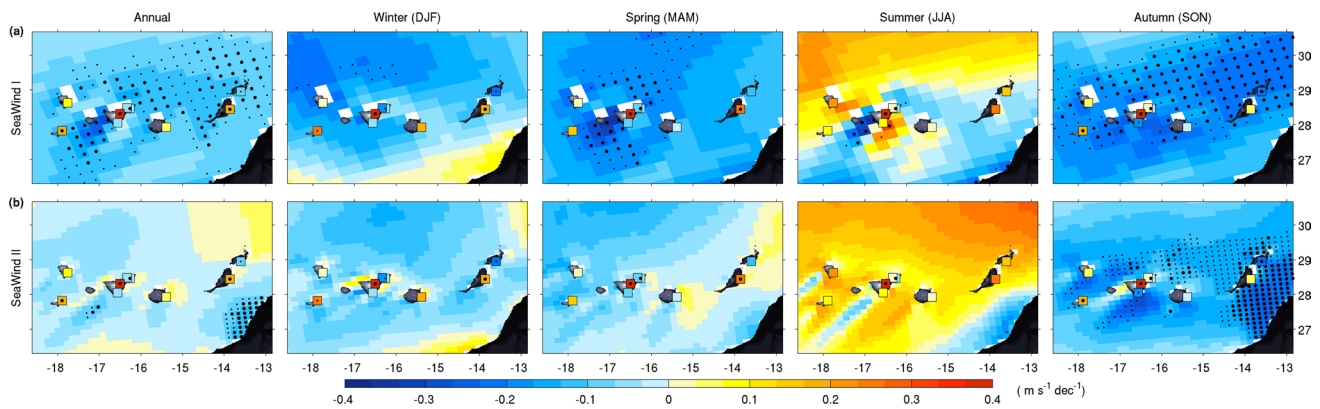 Annual Winter (DJF) Spring (MAM) Summer (JJA) Autumn (SON)
(a)
SeaWind I
30
29
28
27
(b)
SeaWind II
30
29
28
27
-18 -17 -16 -15 -14 -13 -18 -17 -16 -15 -14 -13 -18 -17 -16 -15 -14 -13 -18 -17 -16 -15 -14 -13 -18 -17 -16 -15 -14 -13
-0.4 -0.3 -0.2 -0.1 0 0.1 0.2 0.3 0.4 ( m s⁻¹ dec⁻¹)